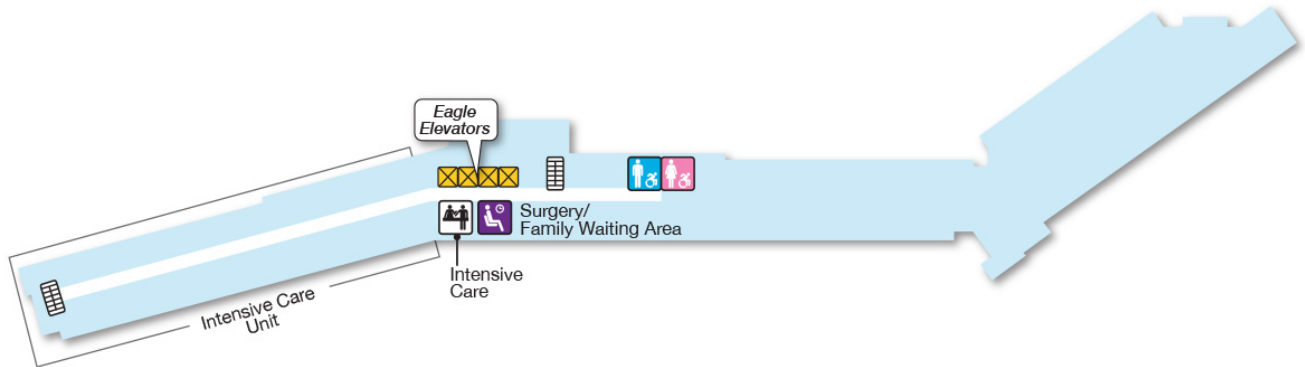 Eagle
Elevators
Surgery/
Family Waiting Area
Intensive
Care
Intensive Care
Unit